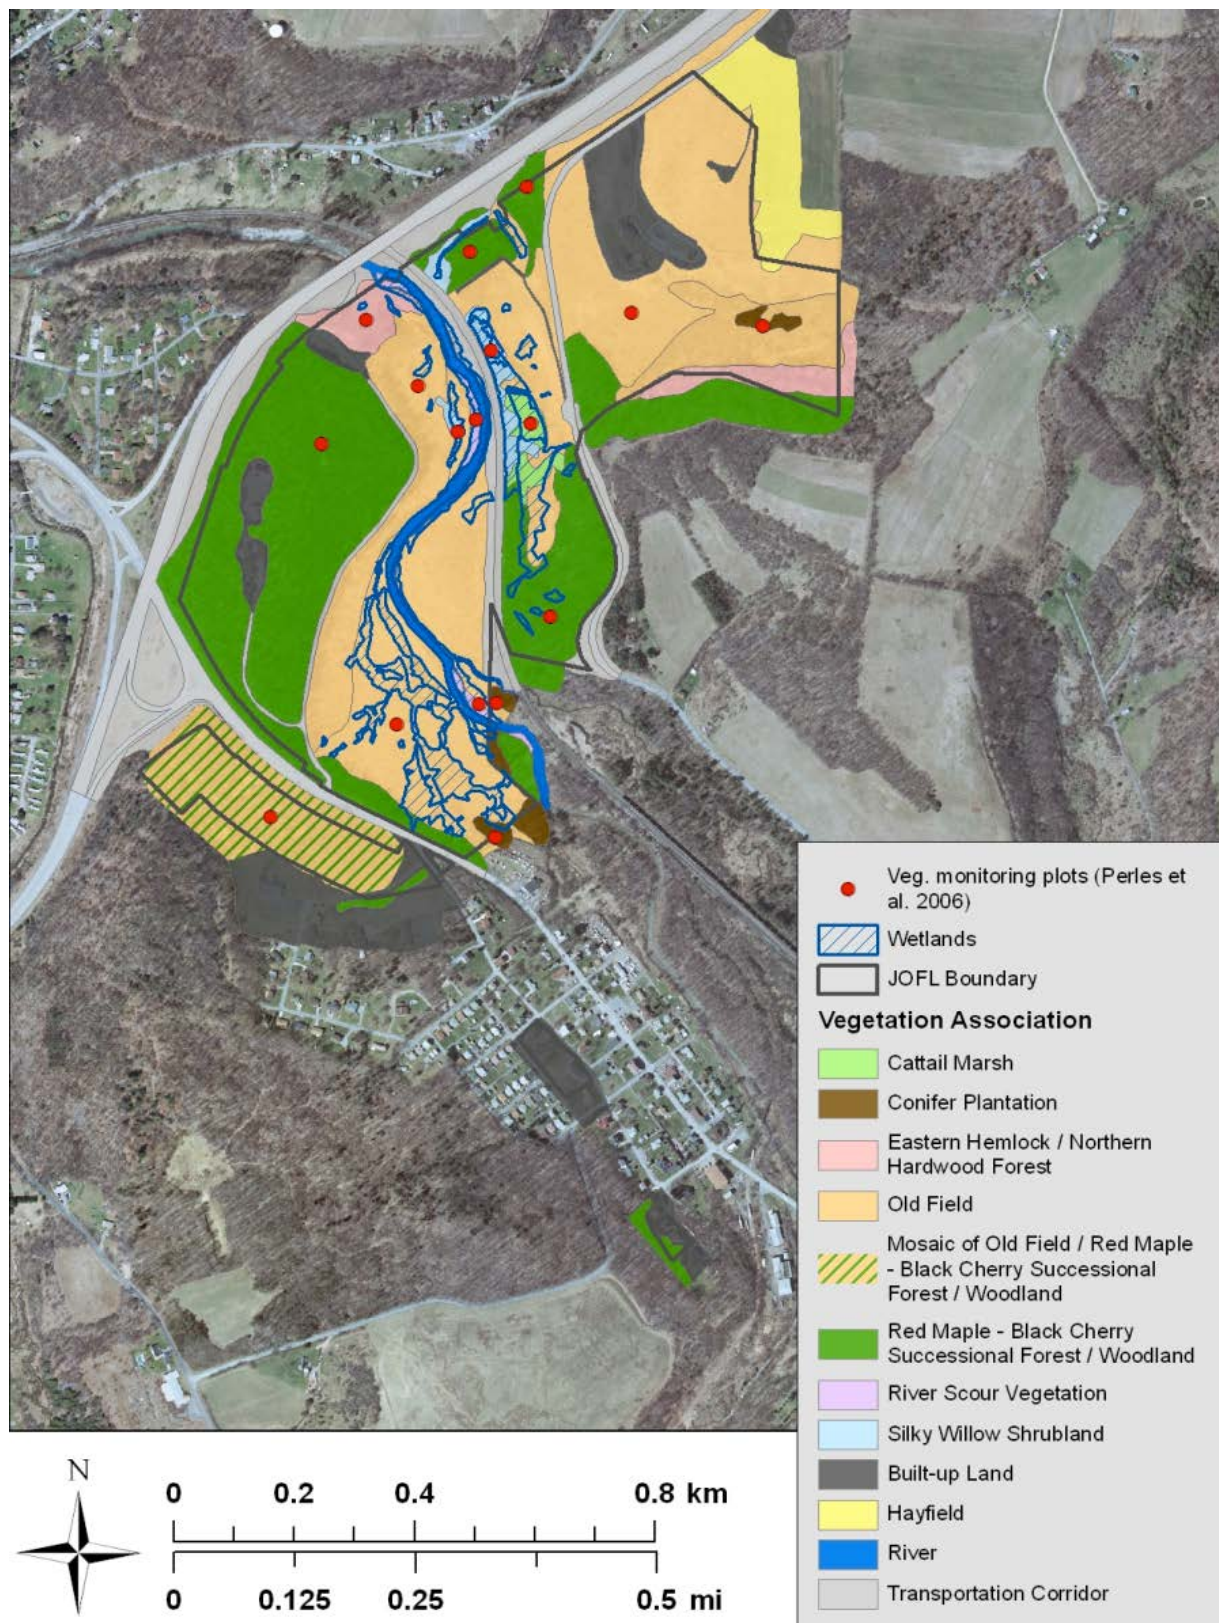 Veg. monitoring plots (Perles et
al. 2006)
Wetlands
JOFL Boundary
Vegetation Association
Cattail Marsh
Conifer Plantation
Eastern Hemlock / Northern
Hardwood Forest
Old Field
Mosaic of Old Field / Red Maple
- Black Cherry Successional
Forest / Woodland
Red Maple - Black Cherry
Successional Forest / Woodland
River Scour Vegetation
Silky Willow Shrubland
Built-up Land
Hayfield
River
Transportation Corridor
N
0 0.2 0.4 0.8 km
0 0.125 0.25 0.5 mi